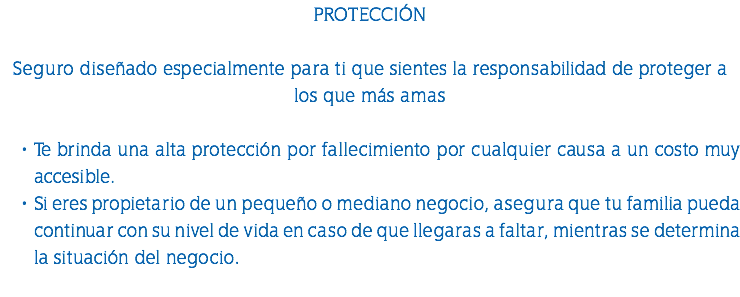 PROTECCIÓN
Seguro diseñado especialmente para ti que sientes la responsabilidad de proteger a
los que más amas
• Te brinda una alta protección por fallecimiento por cualquier causa a un costo muy
accesible.
• Si eres propietario de un pequeño o mediano negocio, asegura que tu familia pueda
continuar con su nivel de vida en caso de que llegaras a faltar, mientras se determina
la situación del negocio.